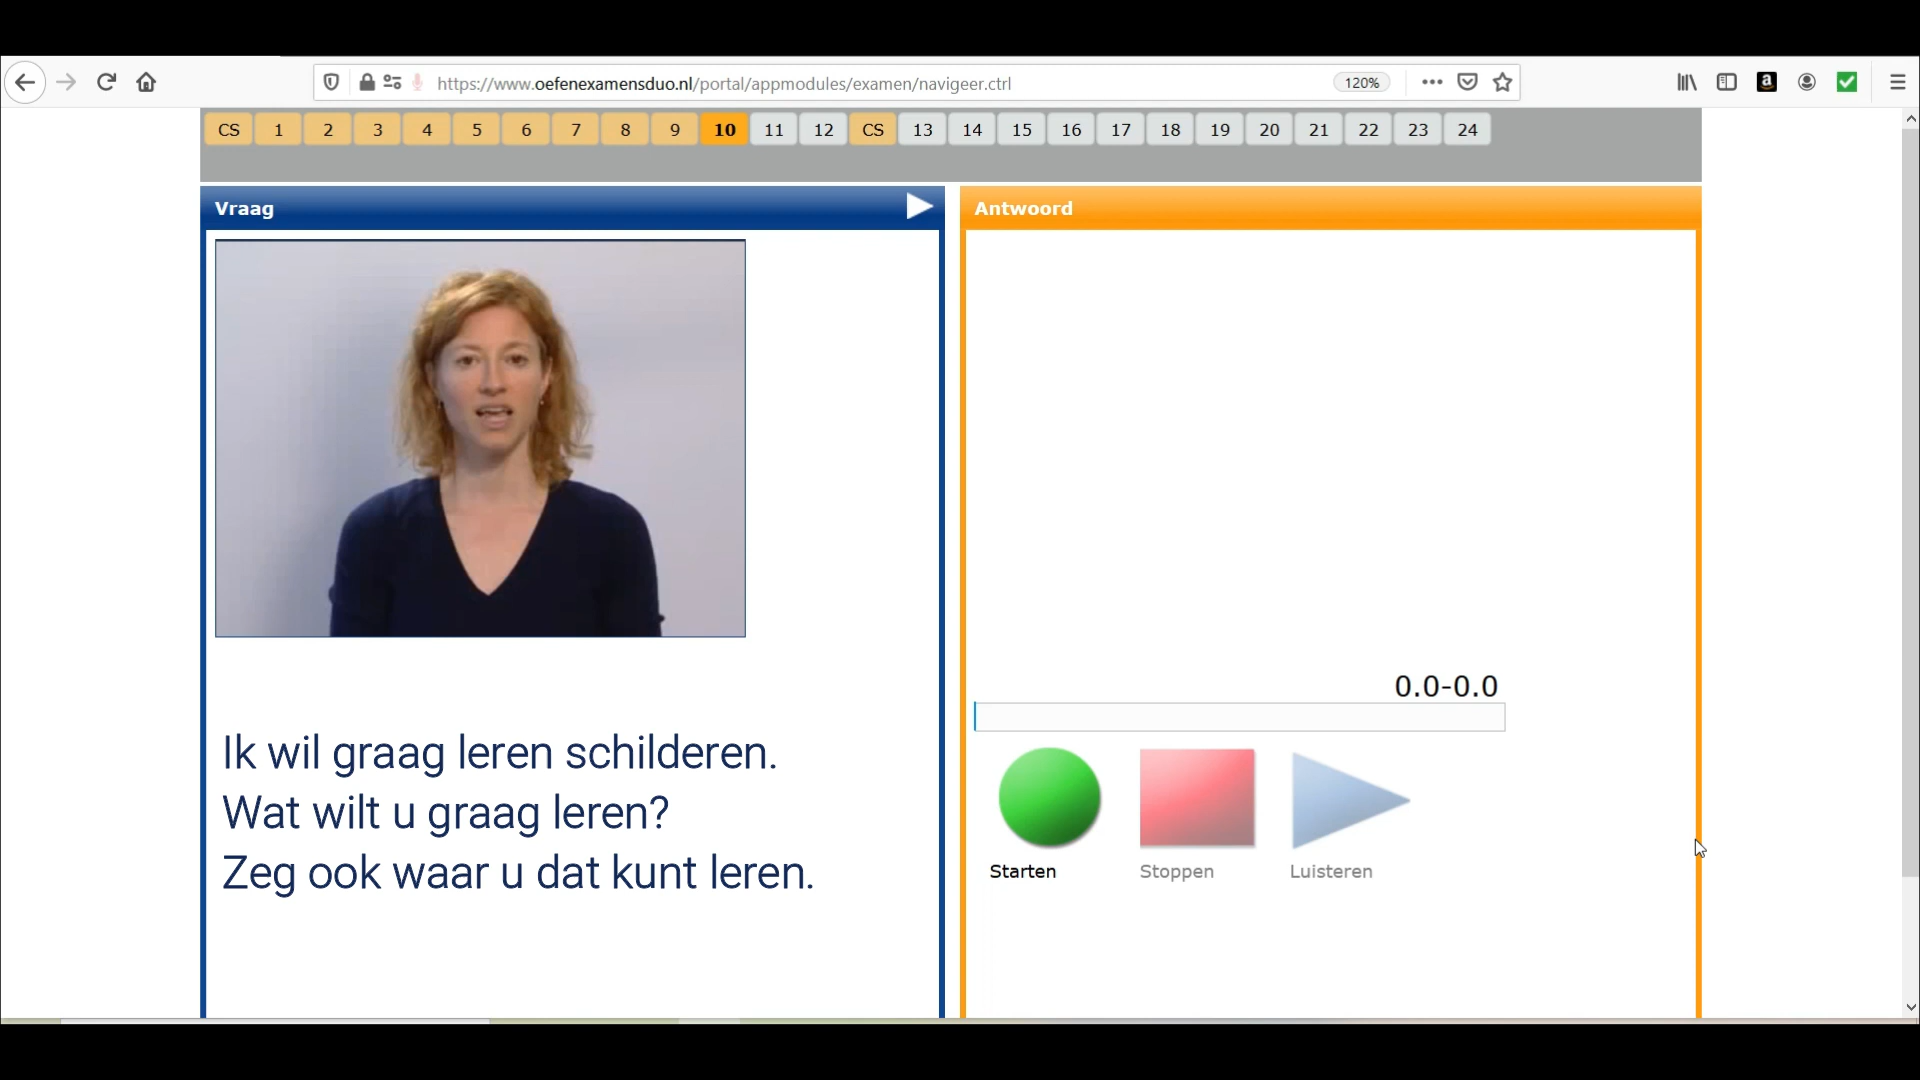 https://www.oefenexamensduo.nl/portal/appmodules/examen/navigeer.ctrl
120%
CS 1 2 3 4 5 6 7 8 9 10 11 12 CS 13 14 15 16 17 18 19 20 21 22 23 24
Vraag
Antwoord
Ik wil graag leren schilderen.
Wat wilt u graag leren?
Zeg ook waar u dat kunt leren.
0.0-0.0
Starten Stoppen Luisteren